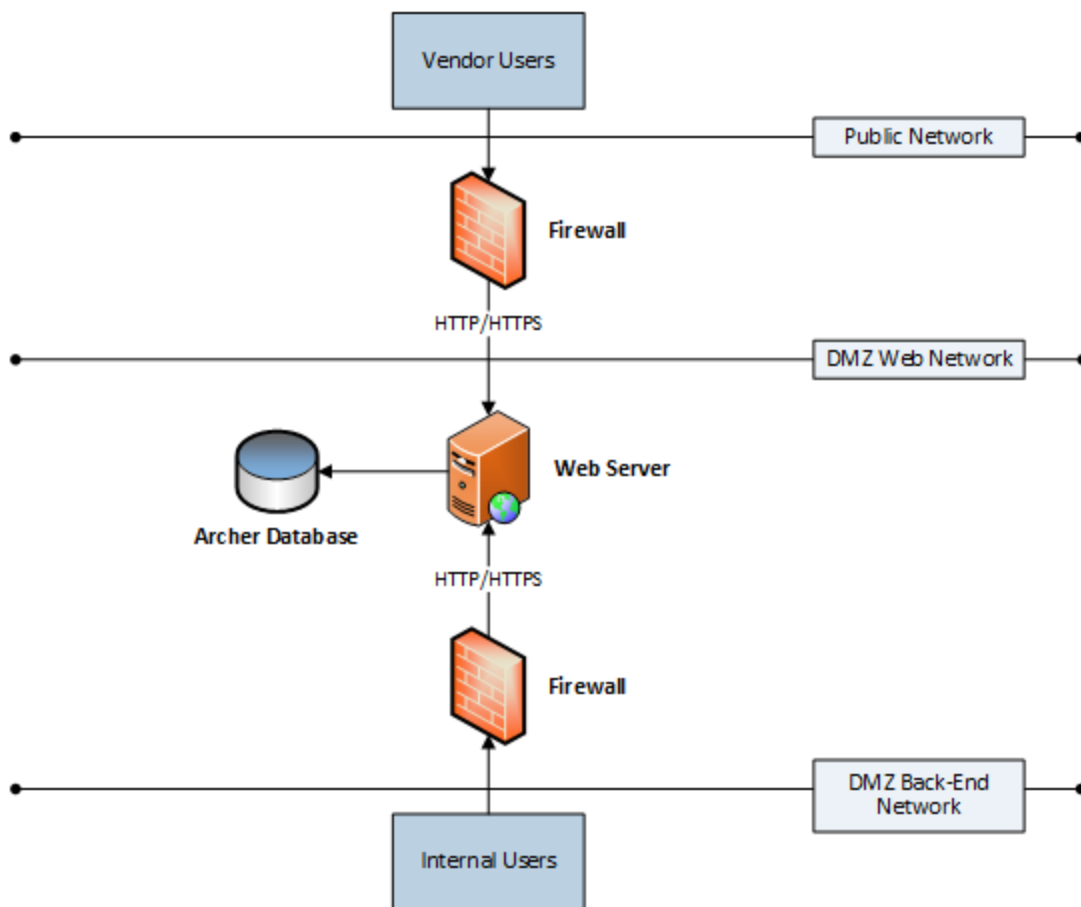 Vendor Users
Public Network
Firewall
HTTP/HTTPS
DMZ Web Network
Web Server
Archer Database
HTTP/HTTPS
Firewall
DMZ Back-End
Network
Internal Users